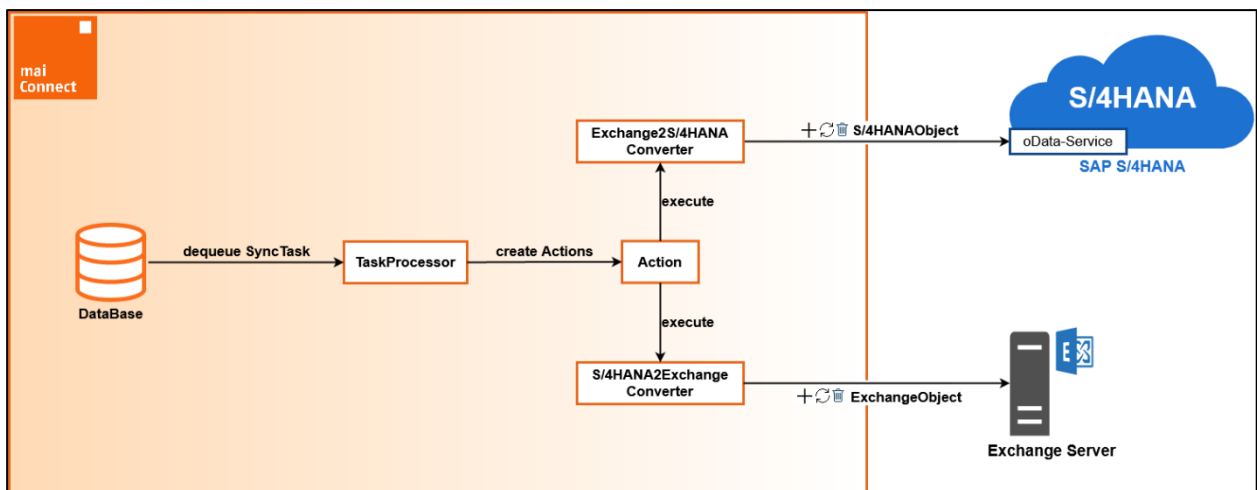 mai
Connect
S/4HANA
Exchange2S/4HANA
Converter
S/4HANAObject
oData-Service
SAP S/4HANA
execute
dequeue SyncTask
TaskProcessor
create Actions
Action
DataBase
execute
S/4HANA2Exchange
Converter
ExchangeObject
E
Exchange Server